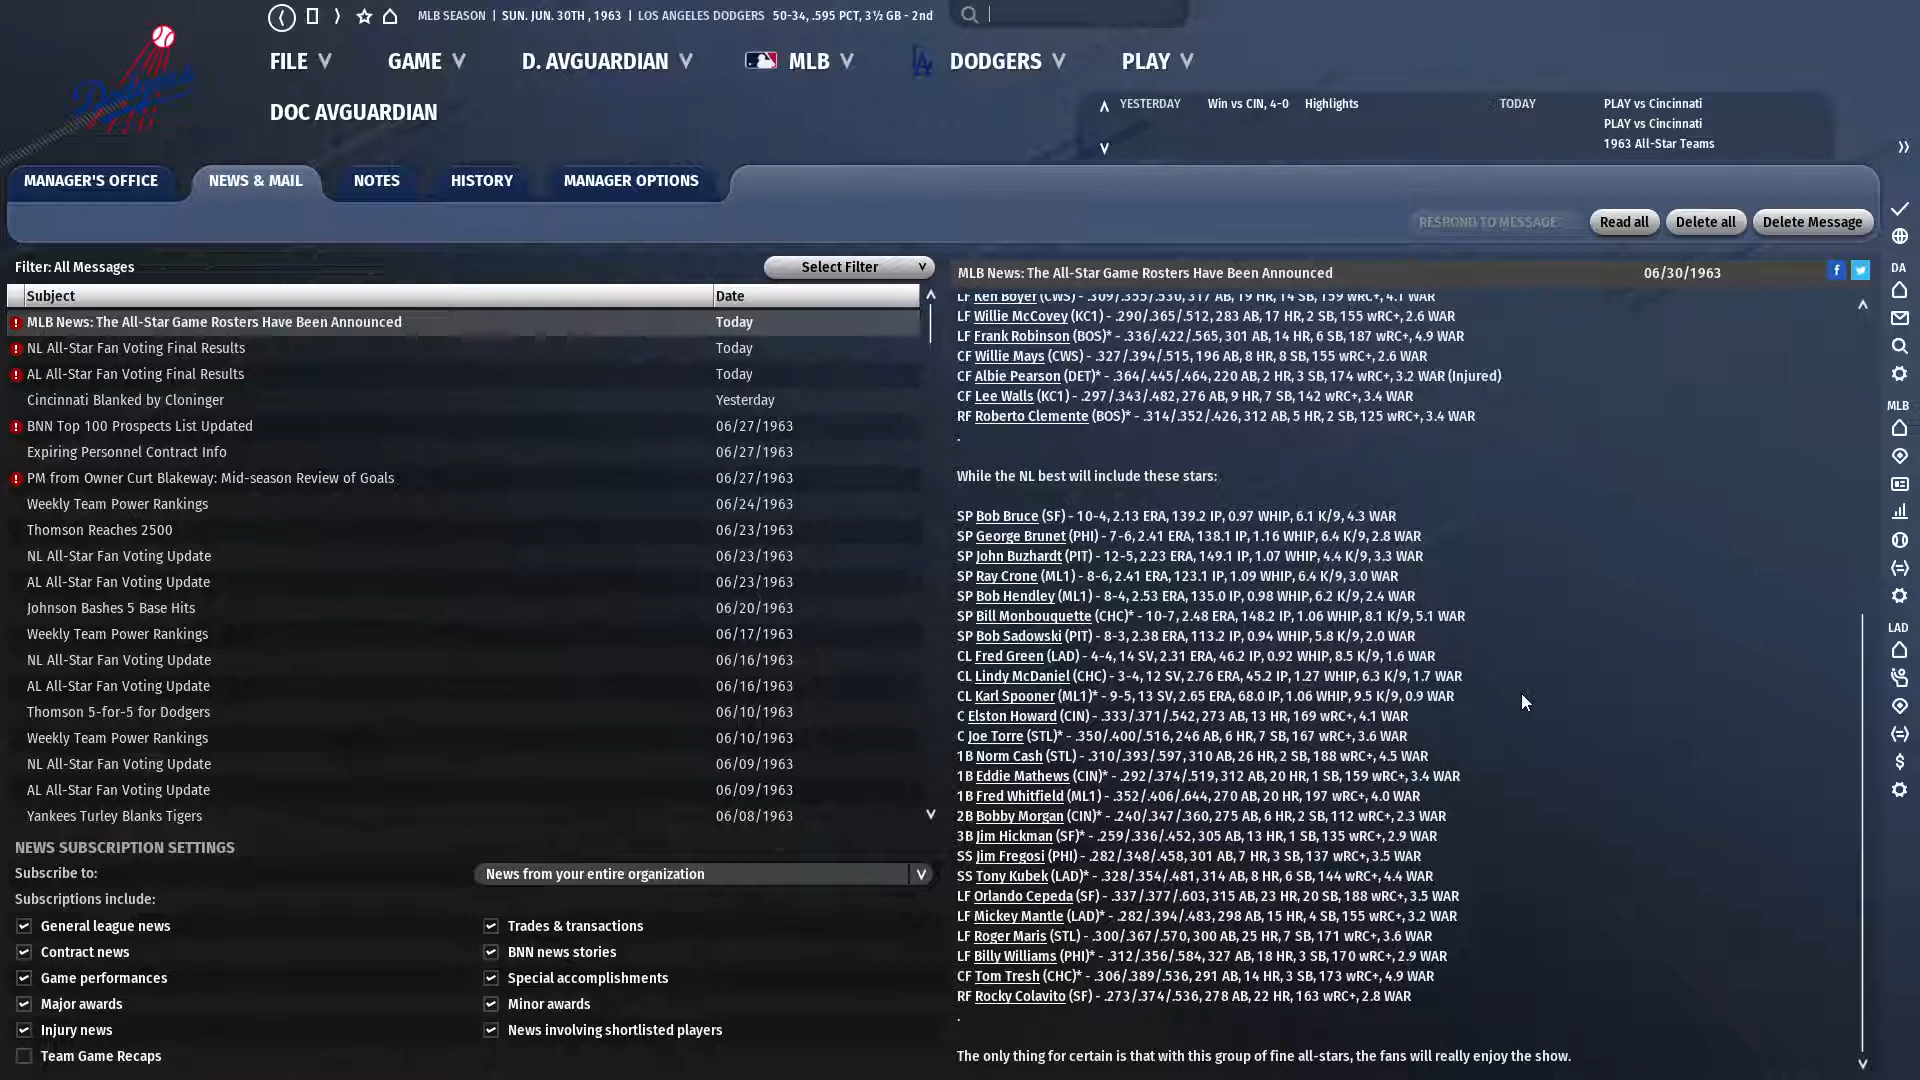 MLB SEASON | SUN. JUN. 30TH , 1963 | LOS ANGELES DODGERS 50-34, .595 PCT, 3½ GB - 2nd
Dodgers
FILE GAME D. AVGUARDIAN MLB DODGERS PLAY
DOC AVGUARDIAN
YESTERDAY Win vs CIN, 4-0 Highlights TODAY PLAY vs Cincinnati
PLAY vs Cincinnati
1963 All-Star Teams
MANAGER'S OFFICE NEWS & MAIL NOTES HISTORY MANAGER OPTIONS
RESPOND TO MESSAGE Read all Delete all Delete Message
Filter: All Messages Select Filter
Subject Date
MLB News: The All-Star Game Rosters Have Been Announced Today
NL All-Star Fan Voting Final Results Today
AL All-Star Fan Voting Final Results Today
Cincinnati Blanked by Cloninger Yesterday
BNN Top 100 Prospects List Updated 06/27/1963
Expiring Personnel Contract Info 06/27/1963
PM from Owner Curt Blakeway: Mid-season Review of Goals 06/27/1963
Weekly Team Power Rankings 06/24/1963
Thomson Reaches 2500 06/23/1963
NL All-Star Fan Voting Update 06/23/1963
AL All-Star Fan Voting Update 06/23/1963
Johnson Bashes 5 Base Hits 06/20/1963
Weekly Team Power Rankings 06/17/1963
NL All-Star Fan Voting Update 06/16/1963
AL All-Star Fan Voting Update 06/16/1963
Thomson 5-for-5 for Dodgers 06/10/1963
Weekly Team Power Rankings 06/10/1963
NL All-Star Fan Voting Update 06/09/1963
AL All-Star Fan Voting Update 06/09/1963
Yankees Turley Blanks Tigers 06/08/1963
NEWS SUBSCRIPTION SETTINGS
Subscribe to: News from your entire organization
Subscriptions include:
General league news Trades & transactions
Contract news BNN news stories
Game performances Special accomplishments
Major awards Minor awards
Injury news News involving shortlisted players
Team Game Recaps
MLB News: The All-Star Game Rosters Have Been Announced 06/30/1963
LF Ken Boyer (CWS) - .309/.355/.530, 317 AB, 19 HR, 14 SB, 159 wRC+, 4.1 WAR
LF Willie McCovey (KC1) - .290/.365/.512, 283 AB, 17 HR, 2 SB, 155 wRC+, 2.6 WAR
LF Frank Robinson (BOS)* - .336/.422/.565, 301 AB, 14 HR, 6 SB, 187 wRC+, 4.9 WAR
CF Willie Mays (CWS) - .327/.394/.515, 196 AB, 8 HR, 8 SB, 155 wRC+, 2.6 WAR
CF Albie Pearson (DET)* - .364/.445/.464, 220 AB, 2 HR, 3 SB, 174 wRC+, 3.2 WAR (Injured)
CF Lee Walls (KC1) - .297/.343/.482, 276 AB, 9 HR, 7 SB, 142 wRC+, 3.4 WAR
RF Roberto Clemente (BOS)* - .314/.352/.426, 312 AB, 5 HR, 2 SB, 125 wRC+, 3.4 WAR
.
While the NL best will include these stars:
SP Bob Bruce (SF) - 10-4, 2.13 ERA, 139.2 IP, 0.97 WHIP, 6.1 K/9, 4.3 WAR
SP George Brunet (PHI) - 7-6, 2.41 ERA, 138.1 IP, 1.16 WHIP, 6.4 K/9, 2.8 WAR
SP John Buzhardt (PIT) - 12-5, 2.23 ERA, 149.1 IP, 1.07 WHIP, 4.4 K/9, 3.3 WAR
SP Ray Crone (ML1) - 8-6, 2.41 ERA, 123.1 IP, 1.09 WHIP, 6.4 K/9, 3.0 WAR
SP Bob Hendley (ML1) - 8-4, 2.53 ERA, 135.0 IP, 0.98 WHIP, 6.2 K/9, 2.4 WAR
SP Bill Monbouquette (CHC)* - 10-7, 2.48 ERA, 148.2 IP, 1.06 WHIP, 8.1 K/9, 5.1 WAR
SP Bob Sadowski (PIT) - 8-3, 2.38 ERA, 113.2 IP, 0.94 WHIP, 5.8 K/9, 2.0 WAR
CL Fred Green (LAD) - 4-4, 14 SV, 2.31 ERA, 46.2 IP, 0.92 WHIP, 8.5 K/9, 1.6 WAR
CL Lindy McDaniel (CHC) - 3-4, 12 SV, 2.76 ERA, 45.2 IP, 1.27 WHIP, 6.3 K/9, 1.7 WAR
CL Karl Spooner (ML1)* - 9-5, 13 SV, 2.65 ERA, 68.0 IP, 1.06 WHIP, 9.5 K/9, 0.9 WAR
C Elston Howard (CIN) - .333/.371/.542, 273 AB, 13 HR, 169 wRC+, 4.1 WAR
C Joe Torre (STL)* - .350/.400/.516, 246 AB, 6 HR, 7 SB, 167 wRC+, 3.6 WAR
1B Norm Cash (STL) - .310/.393/.597, 310 AB, 26 HR, 2 SB, 188 wRC+, 4.5 WAR
1B Eddie Mathews (CIN)* - .292/.374/.519, 312 AB, 20 HR, 1 SB, 159 wRC+, 3.4 WAR
1B Fred Whitfield (ML1) - .352/.406/.644, 270 AB, 20 HR, 197 wRC+, 4.0 WAR
2B Bobby Morgan (CIN)* - .240/.347/.360, 275 AB, 6 HR, 2 SB, 112 wRC+, 2.3 WAR
3B Jim Hickman (SF)* - .259/.336/.452, 305 AB, 13 HR, 1 SB, 135 wRC+, 2.9 WAR
SS Jim Fregosi (PHI) - .282/.348/.458, 301 AB, 7 HR, 3 SB, 137 wRC+, 3.5 WAR
SS Tony Kubek (LAD)* - .328/.354/.481, 314 AB, 8 HR, 6 SB, 144 wRC+, 4.4 WAR
LF Orlando Cepeda (SF) - .337/.377/.603, 315 AB, 23 HR, 20 SB, 188 wRC+, 3.5 WAR
LF Mickey Mantle (LAD)* - .282/.394/.483, 298 AB, 15 HR, 4 SB, 155 wRC+, 3.2 WAR
LF Roger Maris (STL) - .300/.367/.570, 300 AB, 25 HR, 7 SB, 171 wRC+, 3.6 WAR
LF Billy Williams (PHI)* - .312/.356/.584, 327 AB, 18 HR, 3 SB, 170 wRC+, 2.9 WAR
CF Tom Tresh (CHC)* - .306/.389/.536, 291 AB, 14 HR, 3 SB, 173 wRC+, 4.9 WAR
RF Rocky Colavito (SF) - .273/.374/.536, 278 AB, 22 HR, 163 wRC+, 2.8 WAR
.
The only thing for certain is that with this group of fine all-stars, the fans will really enjoy the show.
DA
MLB
LAD